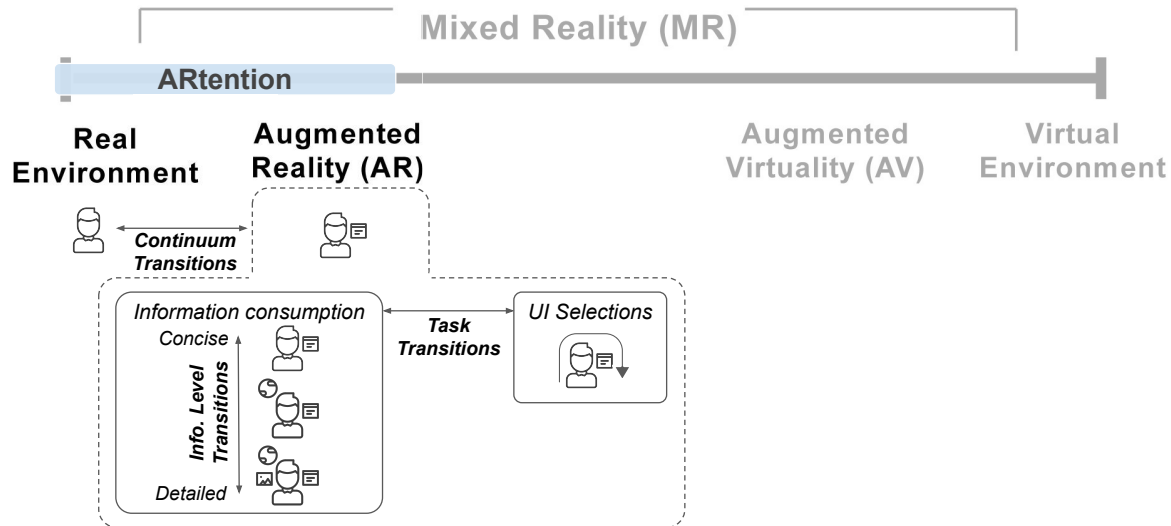 Mixed Reality (MR)
ARtention
Real
Environment
Augmented
Reality (AR)
Augmented
Virtuality (AV)
Virtual
Environment
Continuum
Transitions
Information consumption
Concise
Info. Level
Transitions
Detailed
Task
Transitions
UI Selections